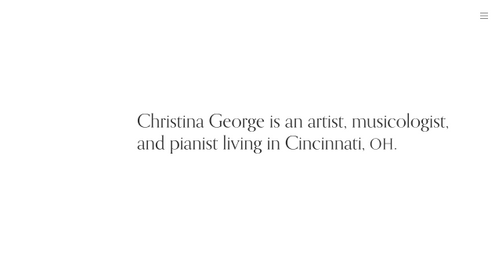 Christina George is an artist, musicologist,
and pianist living in Cincinnati, OH.